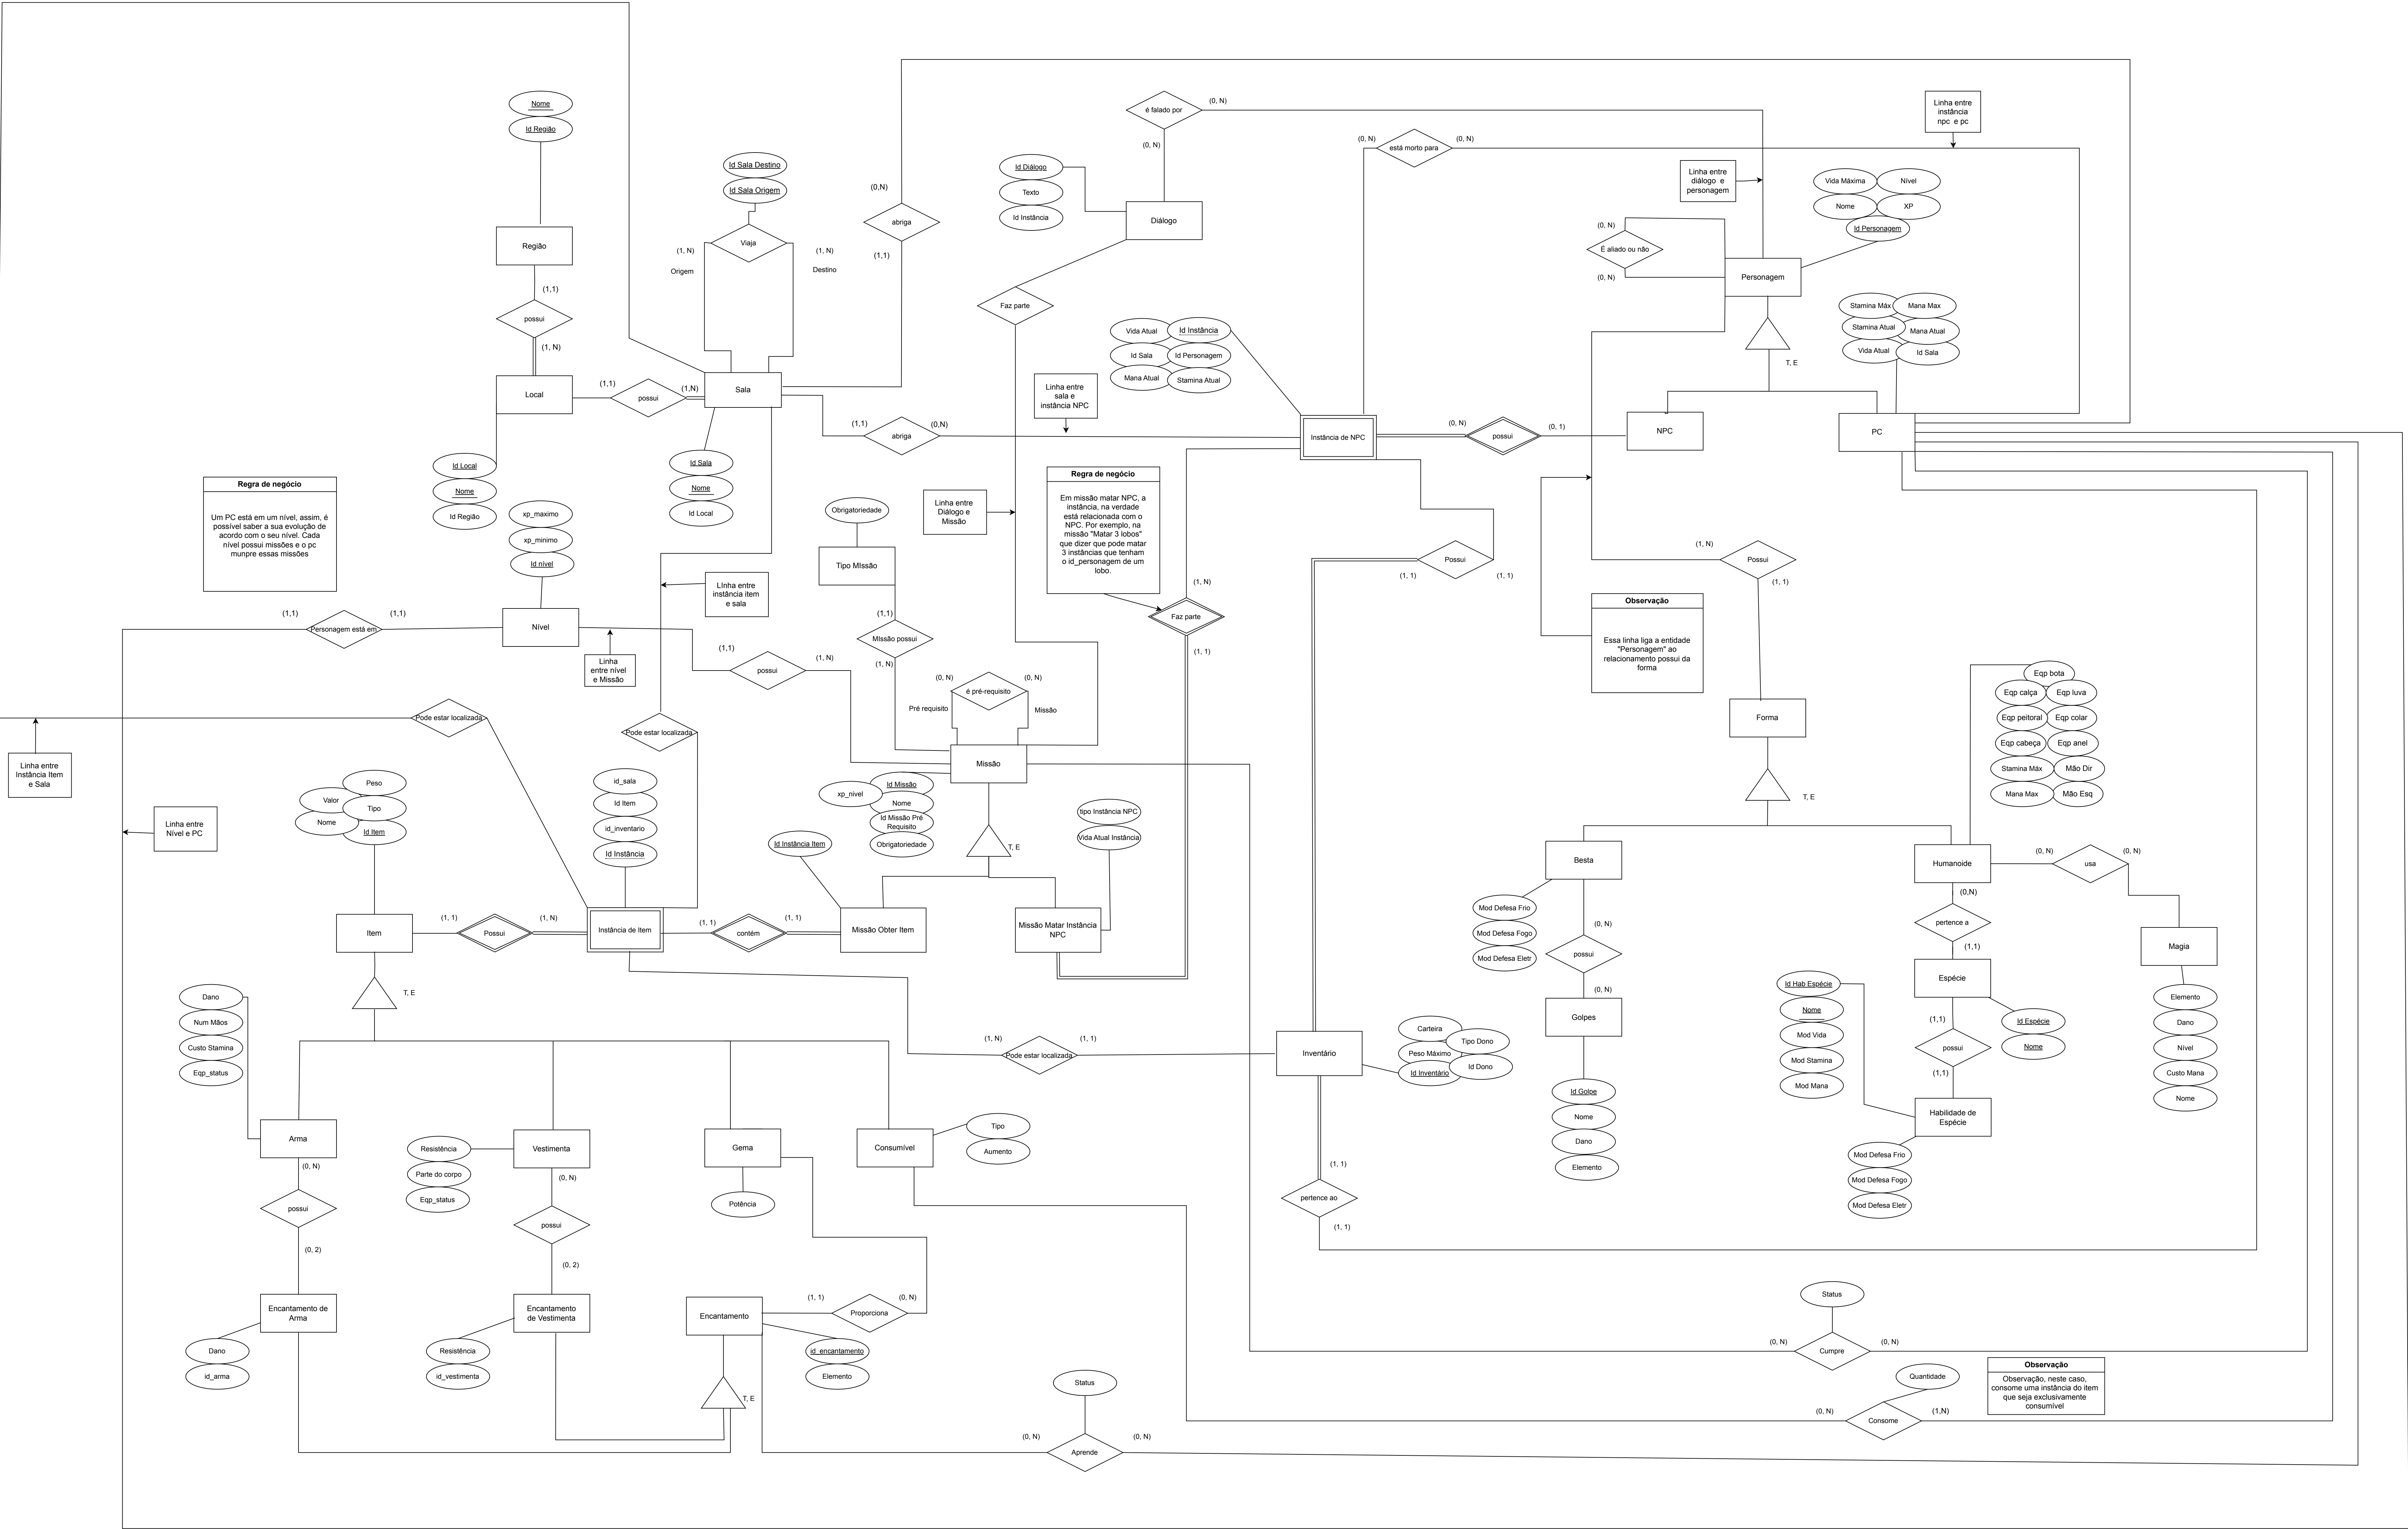 Nome
Id Região
Região
(1,1)
possui
(1, N)
Local
Id Local
Nome
Id Região
(1,1)
possui
(1,N)
Id Sala Destino
Id Sala Origem
Viaja
(1, N)
Origem
(1, N)
Destino
Sala
Id Sala
Nome
Id Local
(0,N)
abriga
(1,1)
(1,1)
abriga
(0,N)
Linha entre
sala e
instância NPC
é falado por
(0, N)
(0, N)
Id Diálogo
Texto
Id Instância
Diálogo
Faz parte
(0, N)
está morto para
(0, N)
Linha entre
instância
npc e pc
Linha entre
diálogo e
personagem
Vida Máxima
Nível
Nome
XP
Id Personagem
(0, N)
É aliado ou não
(0, N)
Personagem
T, E
Stamina Máx
Mana Max
Stamina Atual
Mana Atual
Vida Atual
Id Sala
NPC
PC
Vida Atual
Id Instância
Id Sala
Id Personagem
Mana Atual
Stamina Atual
Instância de NPC
(0, N)
possui
(0, 1)
Regra de negócio
Um PC está em um nível, assim, é
possível saber a sua evolução de
acordo com o seu nível. Cada
nível possui missões e o pc
munpre essas missões
xp_maximo
xp_minimo
Id nível
(1,1)
Personagem está em
(1,1)
Nível
Linha
entre nível
e Missão
LInha entre
instância item
e sala
(1,1)
possui
(1, N)
Obrigatoriedade
Tipo MIssão
(1,1)
MIssão possui
(1, N)
Linha entre
Diálogo e
Missão
Regra de negócio
Em missão matar NPC, a
instância, na verdade
está relacionada com o
NPC. Por exemplo, na
missão "Matar 3 lobos"
que dizer que pode matar
3 instâncias que tenham
o id_personagem de um
lobo.
(1, N)
Faz parte
(1, 1)
Possui
(1, 1)
(1, 1)
(1, N)
Possui
(1, 1)
Observação
Essa linha liga a entidade
"Personagem" ao
relacionamento possui da
forma
(0, N)
é pré-requisito
(0, N)
Pré requisito
Missão
Missão
xp_nivel
Id Missão
Nome
Id Missão Pré
Requisito
Obrigatoriedade
T, E
tipo Instância NPC
Vida Atual Instância
Id Instância Item
Missão Obter Item
Missão Matar Instância
NPC
Pode estar localizada
Pode estar localizada
Linha entre
Instância Item
e Sala
Linha entre
Nível e PC
Peso
Valor
Tipo
Nome
Id Item
id_sala
Id Item
id_inventario
Id Instância
Item
(1, 1)
Possui
(1, N)
Instância de Item
(1, 1)
contém
(1, 1)
T, E
Dano
Num Mãos
Custo Stamina
Eqp_status
Arma
(0, N)
possui
(0, 2)
Encantamento de
Arma
Dano
id_arma
Resistência
Parte do corpo
Eqp_status
Vestimenta
(0, N)
possui
(0, 2)
Encantamento
de Vestimenta
Resistência
id_vestimenta
Gema
Potência
Consumível
Tipo
Aumento
Encantamento
(1, 1)
Proporciona
(0, N)
id_encantamento
Elemento
T, E
(1, N)
Pode estar localizada
(1, 1)
Inventário
Carteira
Tipo Dono
Peso Máximo
Id Dono
Id Inventário
(1, 1)
pertence ao
(1, 1)
Forma
T, E
Besta
Mod Defesa Frio
Mod Defesa Fogo
Mod Defesa Eletr
(0, N)
possui
(0, N)
Golpes
Id Golpe
Nome
Dano
Elemento
Eqp bota
Eqp calça
Eqp luva
Eqp peitoral
Eqp colar
Eqp cabeça
Eqp anel
Stamina Máx
Mão Dir
Mana Max
Mão Esq
Humanoide
(0, N)
usa
(0, N)
Magia
Elemento
Dano
Nível
Custo Mana
Nome
(0,N)
pertence a
(1,1)
Espécie
Id Espécie
Nome
(1,1)
possui
(1,1)
Habilidade de
Espécie
Id Hab Espécie
Nome
Mod Vida
Mod Stamina
Mod Mana
Mod Defesa Frio
Mod Defesa Fogo
Mod Defesa Eletr
Status
(0, N)
Cumpre
(0, N)
Quantidade
(0, N)
Consome
(1,N)
Observação
Observação, neste caso,
consome uma instância do item
que seja exclusivamente
consumível
Status
(0, N)
Aprende
(0, N)